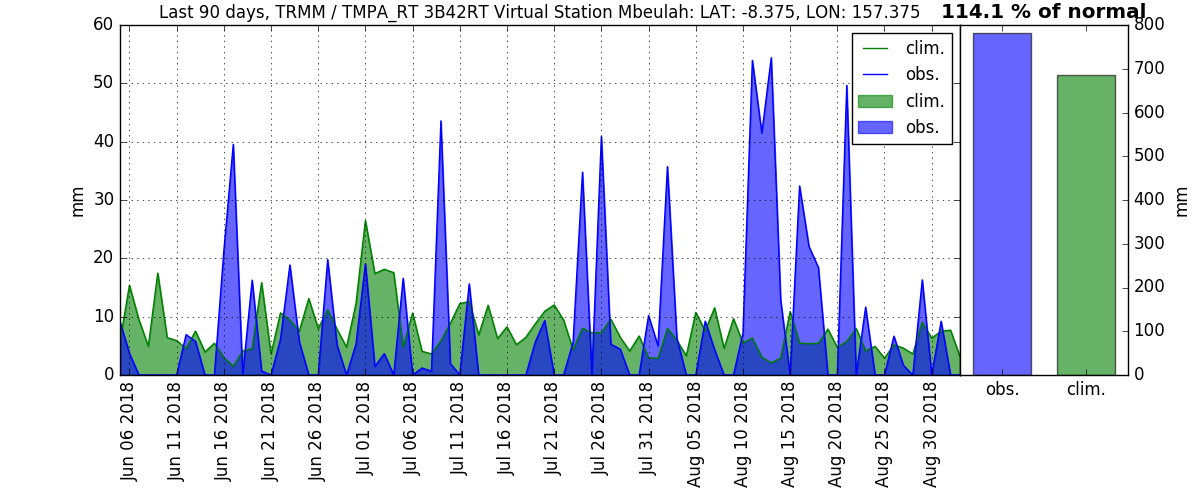 Last 90 days, TRMM / TMPA_RT 3B42RT Virtual Station Mbeulah: LAT: -8.375, LON: 157.375
114.1 % of normal
60
50
40
30
20
10
0
mm
clim.
obs.
clim.
obs.
Jun 06 2018
Jun 11 2018
Jun 16 2018
Jun 21 2018
Jun 26 2018
Jul 01 2018
Jul 06 2018
Jul 11 2018
Jul 16 2018
Jul 21 2018
Jul 26 2018
Jul 31 2018
Aug 05 2018
Aug 10 2018
Aug 15 2018
Aug 20 2018
Aug 25 2018
Aug 30 2018
800
700
600
500
400
300
200
100
0
mm
obs.
clim.